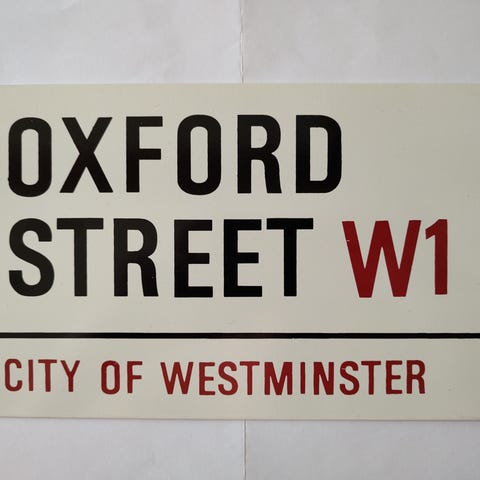 OXFORD
STREET W1
CITY OF WESTMINSTER